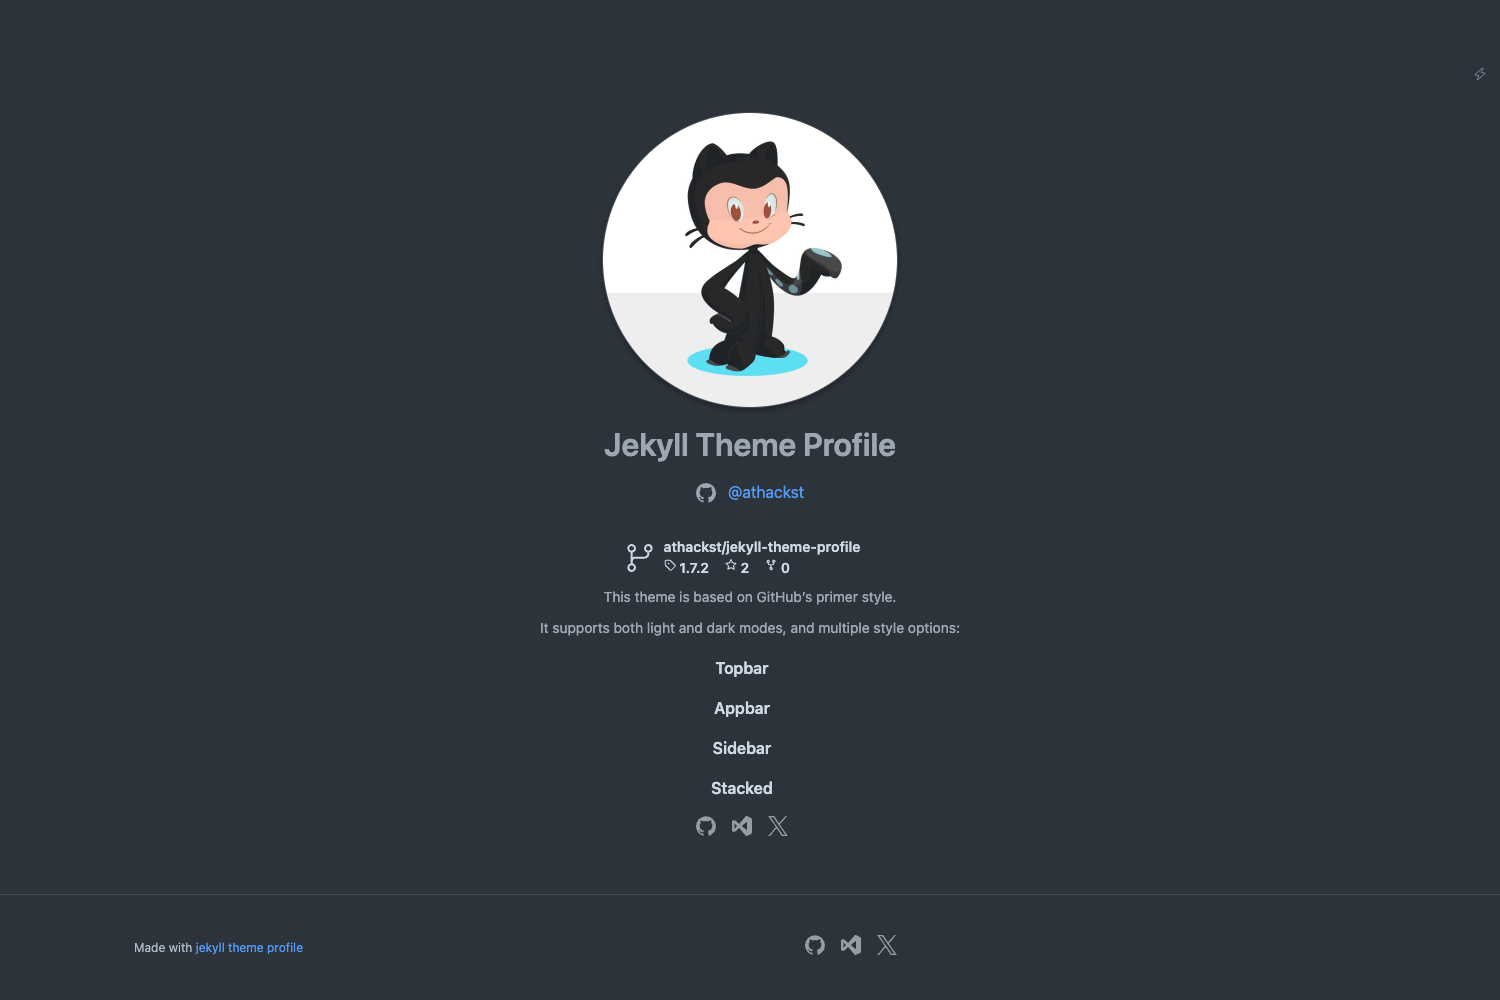 Jekyll Theme Profile
@athackst
athackst/jekyll-theme-profile
1.7.2 2 0
This theme is based on GitHub’s primer style.
It supports both light and dark modes, and multiple style options:
Topbar
Appbar
Sidebar
Stacked
Made with jekyll theme profile